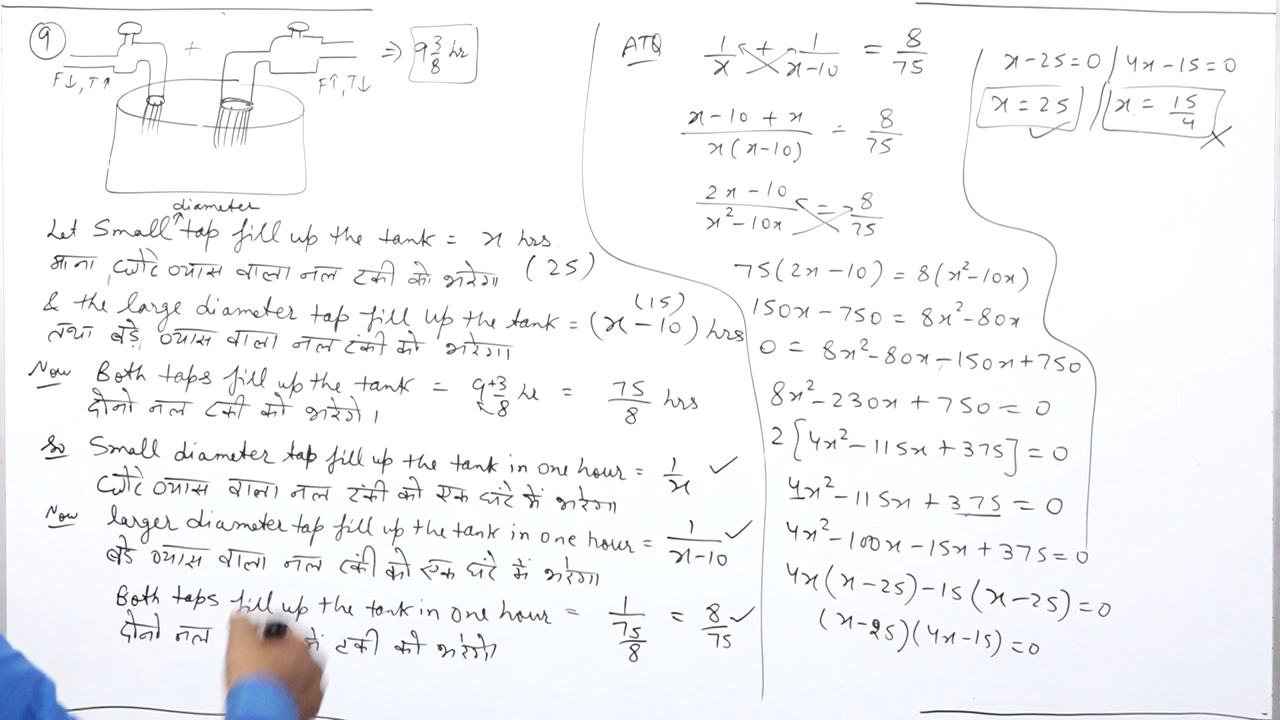 9
+
⇒ 9 3/8 hr
F↓, T↑
F↑, T↓
diameter
Let Small tap fill up the tank = x hrs
माना छोटे व्यास वाला नल टंकी को भरेगा (25)
(15)
& the large diameter tap fill up the tank = (x-10) hrs
तथा बड़े व्यास वाला नल टंकी को भरेगा
Now Both taps fill up the tank = 9 3/8 hr = 75/8 hrs
दोनो नल टंकी को भरेंगे।
So Small diameter tap fill up the tank in one hour = 1/x ✓
छोटे व्यास वाला नल टंकी को एक घंटे में भरेगा
Now larger diameter tap fill up the tank in one hour = 1/(x-10) ✓
बड़े व्यास वाला नल टंकी को एक घंटे में भरेगा
Both taps fill up the tank in one hour = 1/(75/8) = 8/75 ✓
दोनो नल में टंकी को भरेंगे
ATQ 1/x + 1/(x-10) = 8/75
(x-10+x)/(x(x-10)) = 8/75
(2x-10)/(x²-10x) = 8/75
75(2x-10) = 8(x²-10x)
150x-750 = 8x²-80x
0 = 8x²-80x-150x+750
8x²-230x+750=0
2[4x²-115x+375]=0
4x²-115x+375=0
4x²-100x-15x+375=0
4x(x-25)-15(x-25)=0
(x-25)(4x-15)=0
x-25=0 / 4x-15=0
x=25 ✓ // x=15/4 ×